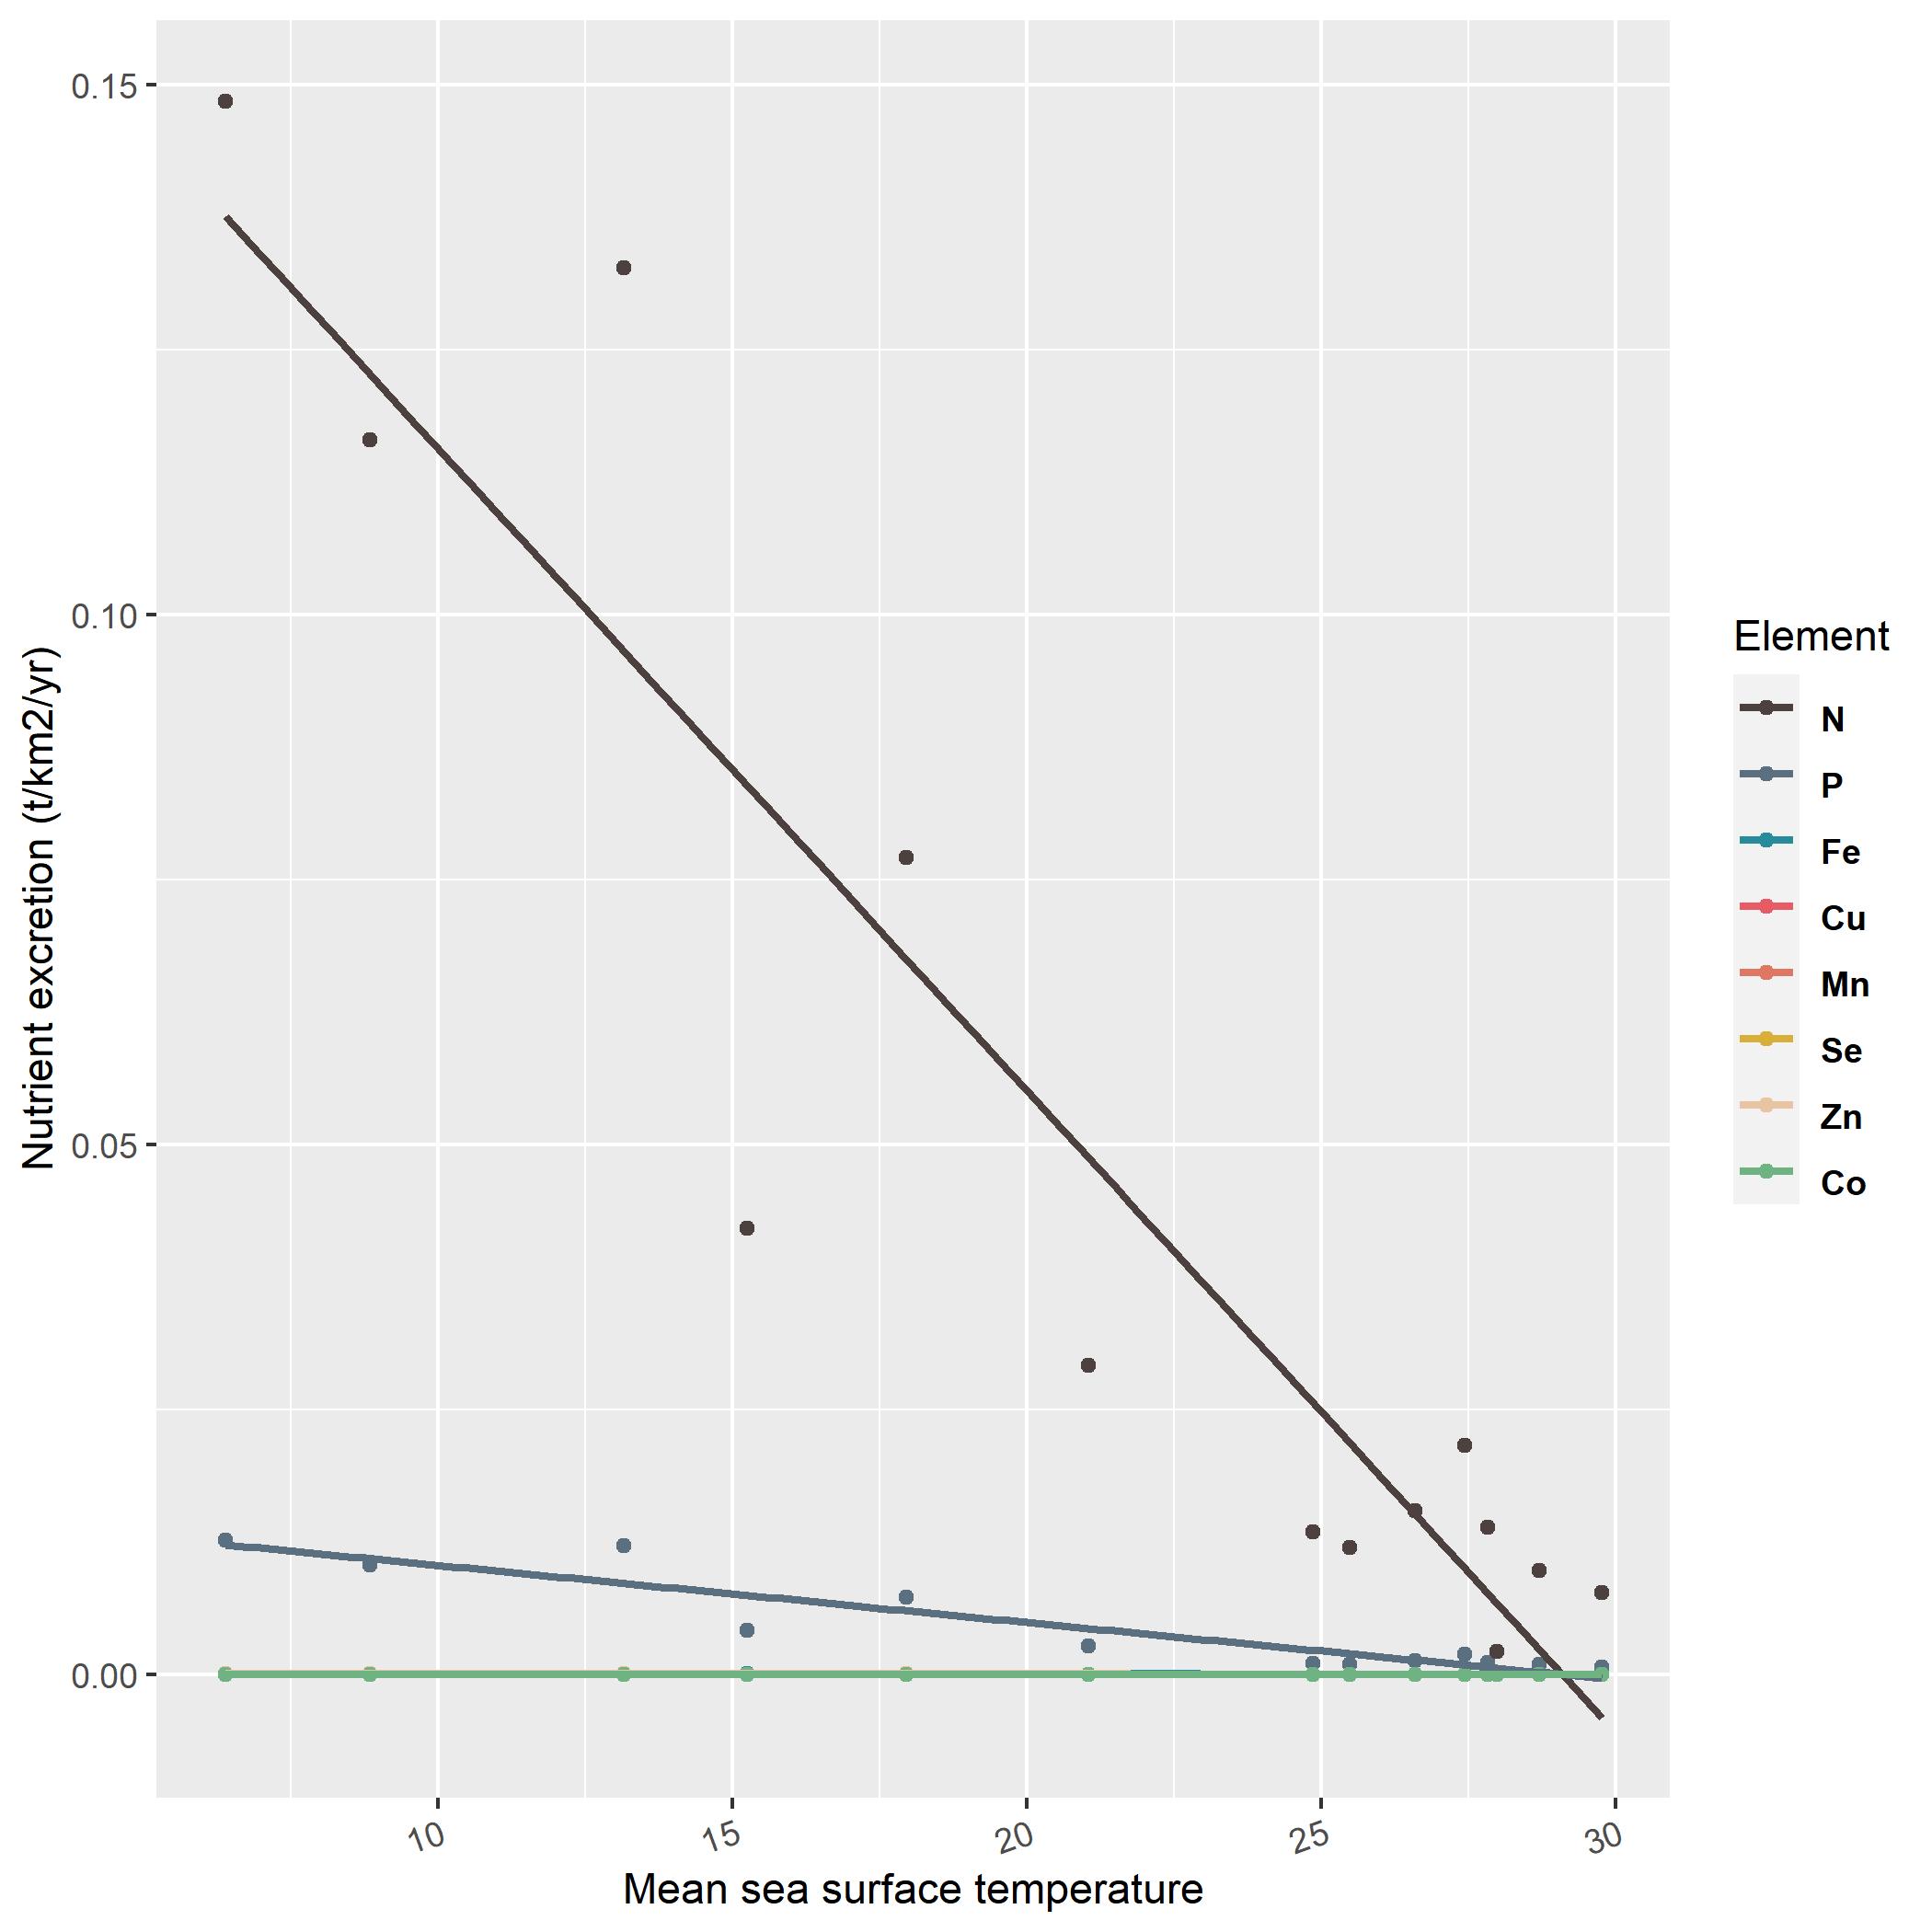 0.15
0.10
0.05
0.00
Nutrient excretion (t/km2/yr)
10
15
20
25
30
Mean sea surface temperature
Element
N
P
Fe
Cu
Mn
Se
Zn
Co